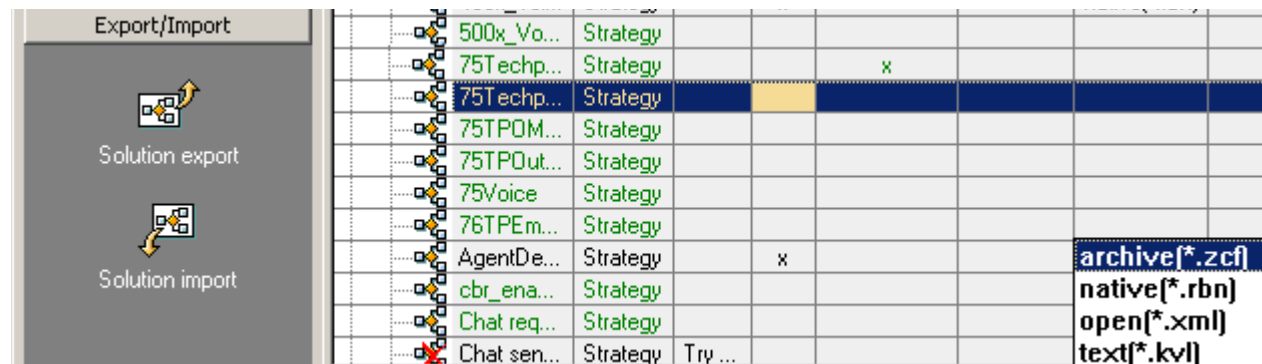 Export/Import
Solution export
Solution import
500x_Vo... Strategy
75Techp... Strategy x
75Techp... Strategy
75TPOM... Strategy
75TPOut... Strategy
75Voice Strategy
76TPEm... Strategy
AgentDe... Strategy x archive(*.zcf)
cbr_ena... Strategy native(*.rbn)
Chat req... Strategy open(*.xml)
Chat sen... Strategy Try ... text(*.kvl)